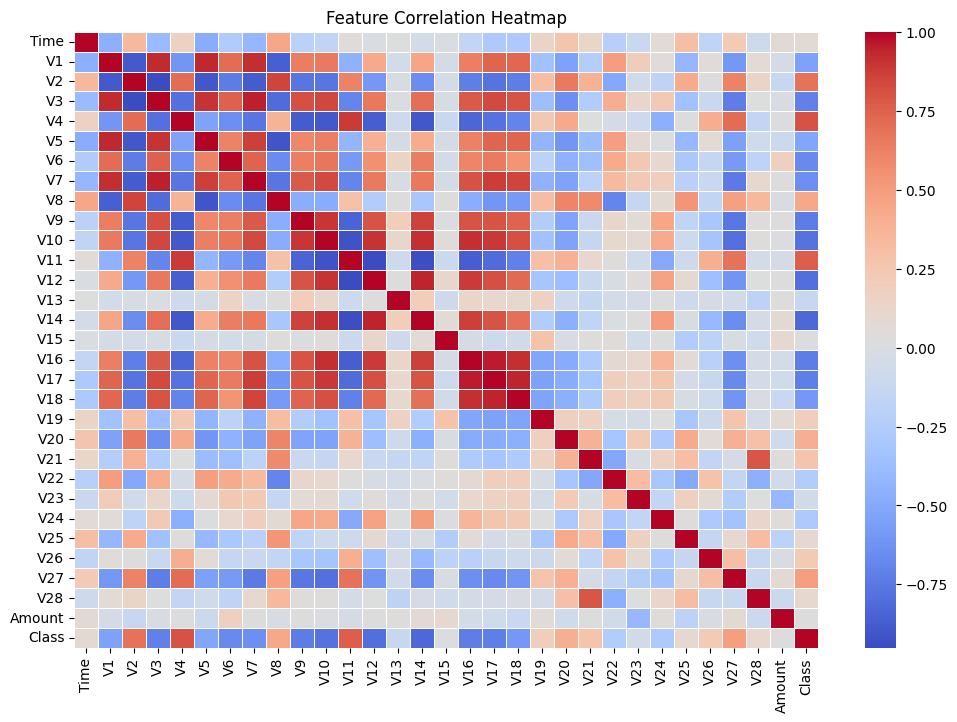 Feature Correlation Heatmap
Time
V1
V2
V3
V4
V5
V6
V7
V8
V9
V10
V11
V12
V13
V14
V15
V16
V17
V18
V19
V20
V21
V22
V23
V24
V25
V26
V27
V28
Amount
Class
Time V1 V2 V3 V4 V5 V6 V7 V8 V9 V10 V11 V12 V13 V14 V15 V16 V17 V18 V19 V20 V21 V22 V23 V24 V25 V26 V27 V28 Amount Class
1.00
0.75
0.50
0.25
0.00
−0.25
−0.50
−0.75